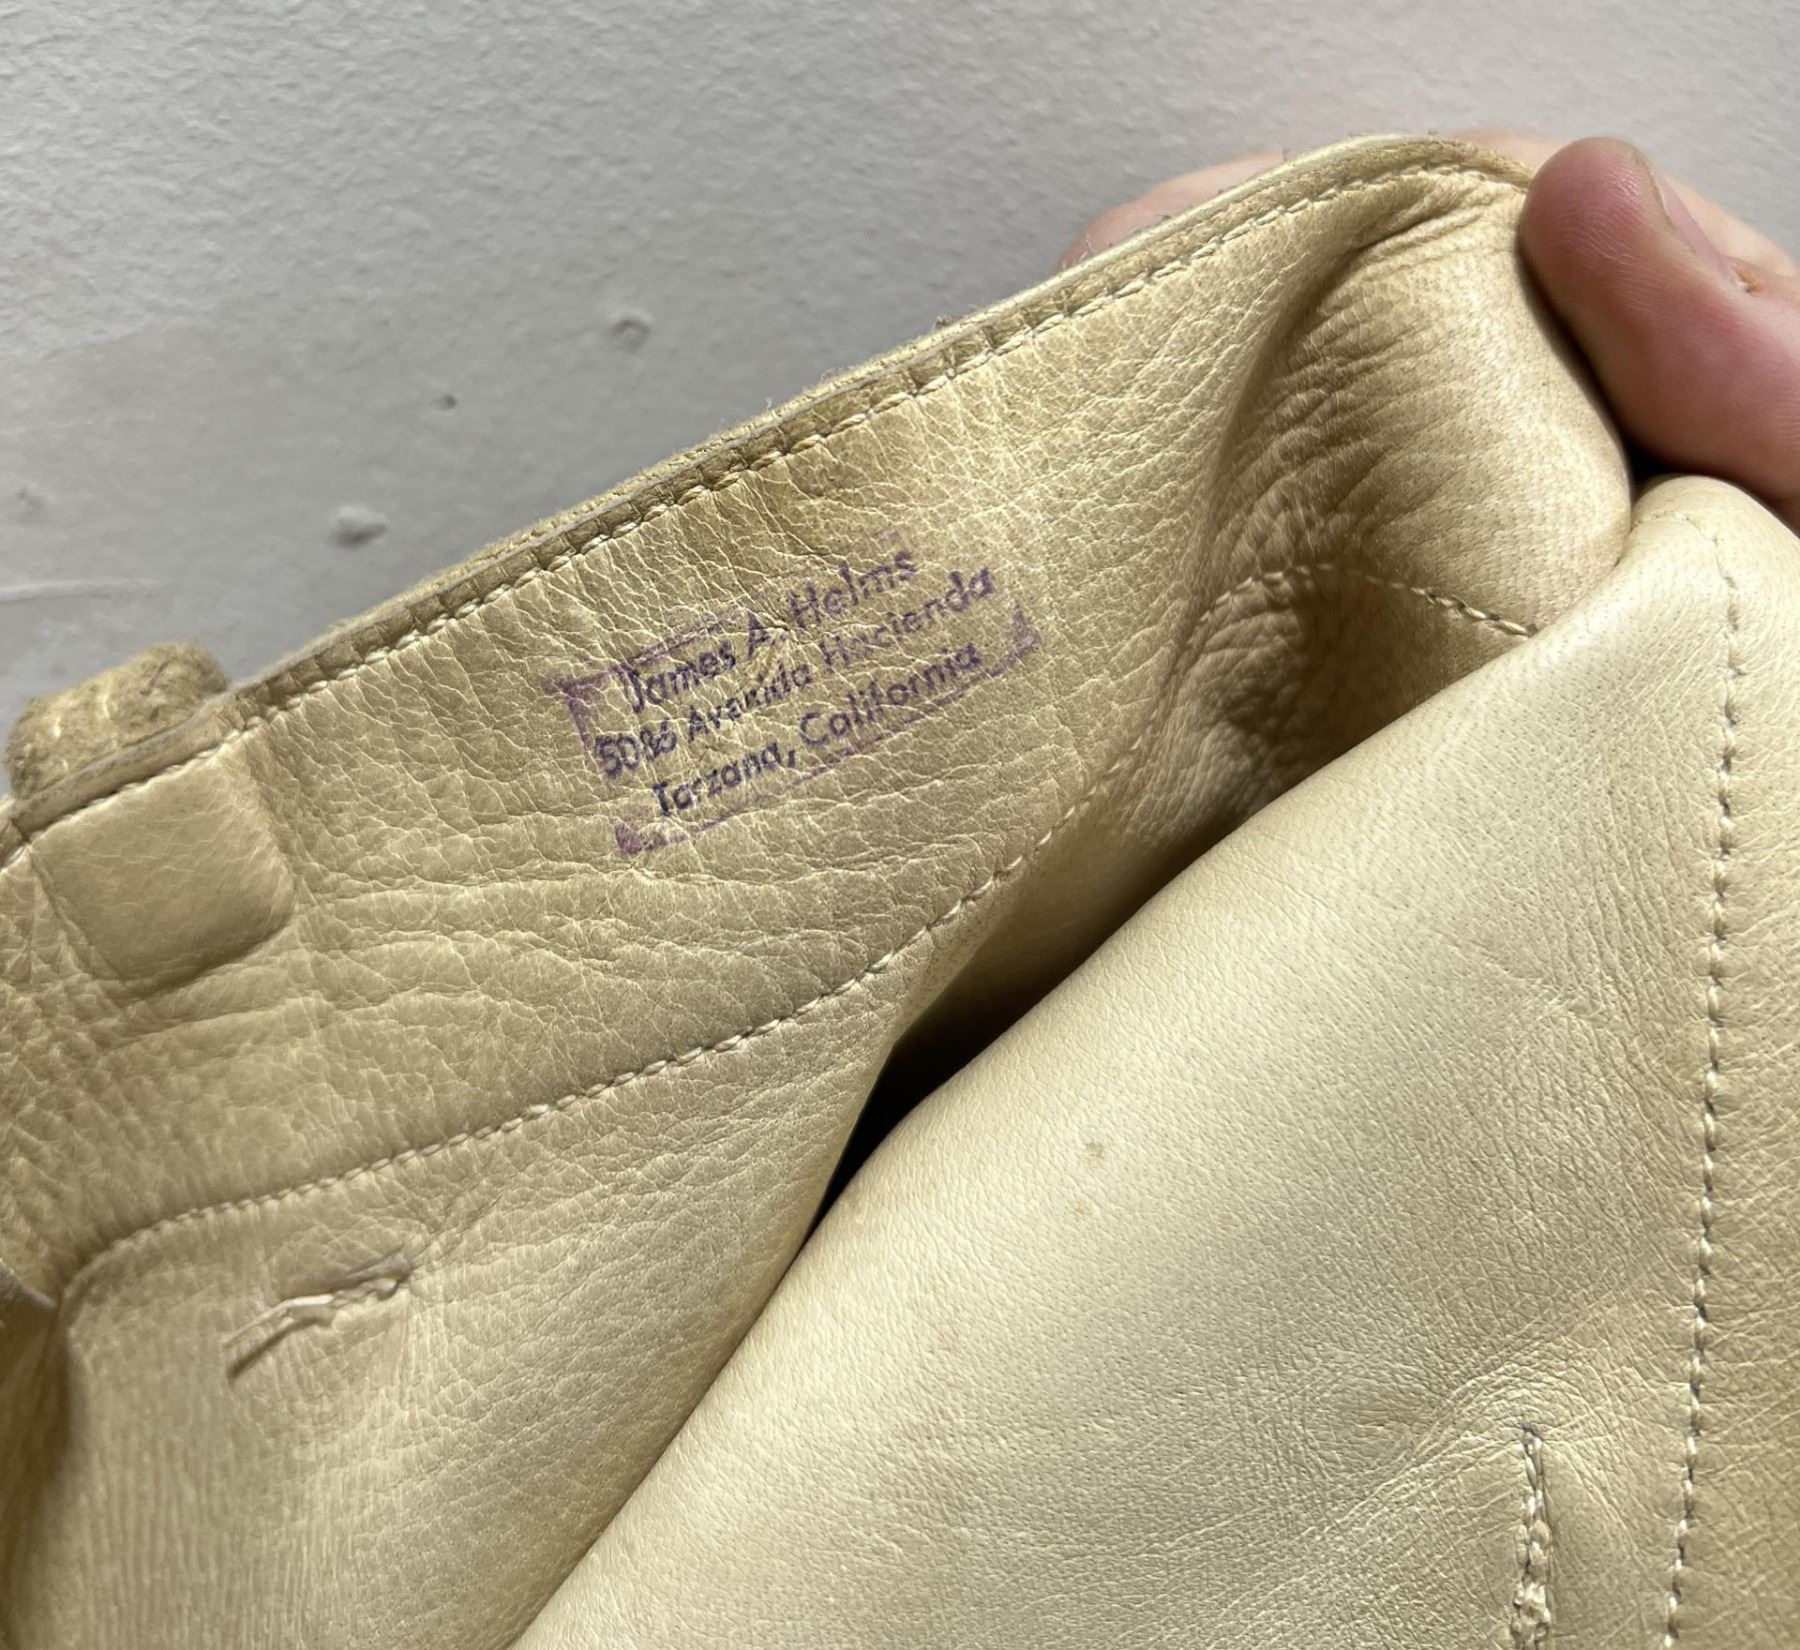 James A. Helms
5086 Avenida Hacienda
Tarzana, California